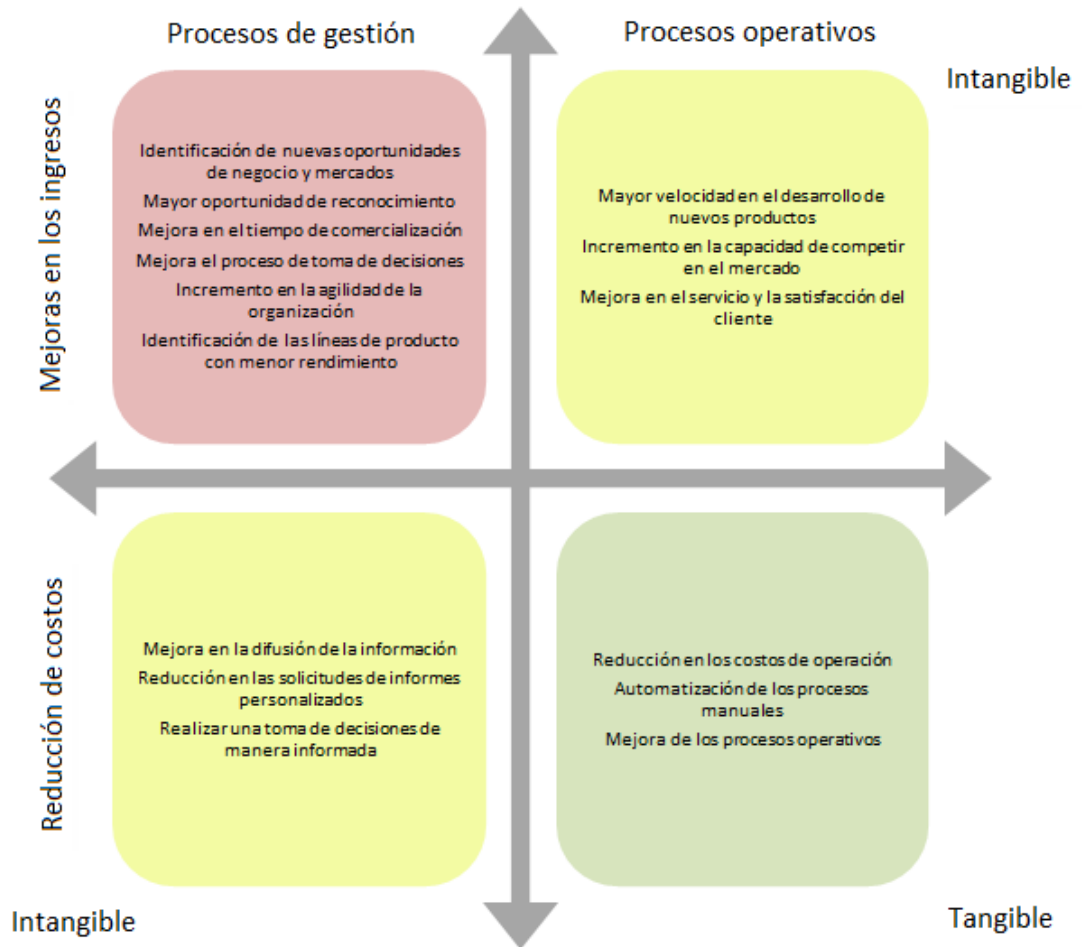 Procesos de gestión
Procesos operativos
Intangible
Mejoras en los ingresos
Identificación de nuevas oportunidades
de negocio y mercados
Mayor oportunidad de reconocimiento
Mejora en el tiempo de comercialización
Mejora el proceso de toma de decisiones
Incremento en la agilidad de la
organización
Identificación de las líneas de producto
con menor rendimiento
Mayor velocidad en el desarrollo de
nuevos productos
Incremento en la capacidad de competir
en el mercado
Mejora en el servicio y la satisfacción del
cliente
Reducción de costos
Mejora en la difusión de la información
Reducción en las solicitudes de informes
personalizados
Realizar una toma de decisiones de
manera informada
Reducción en los costos de operación
Automatización de los procesos
manuales
Mejora de los procesos operativos
Intangible
Tangible